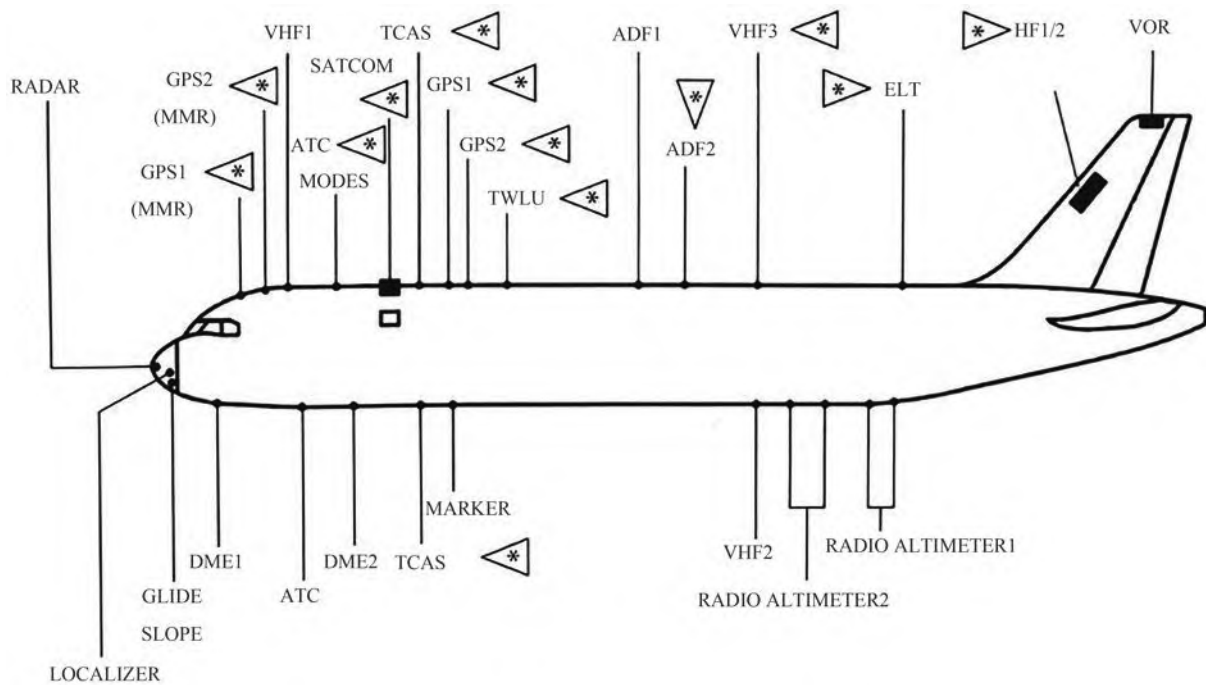 VHF1
TCAS *
ADF1
VHF3 *
* HF1/2
VOR
SATCOM
*
RADAR
GPS2 *
(MMR)
GPS1 *
* ELT
*
ATC *
MODES
GPS2 *
ADF2
GPS1 *
(MMR)
TWLU *
MARKER
DME1
DME2
TCAS *
VHF2
RADIO ALTIMETER1
GLIDE
SLOPE
ATC
RADIO ALTIMETER2
LOCALIZER